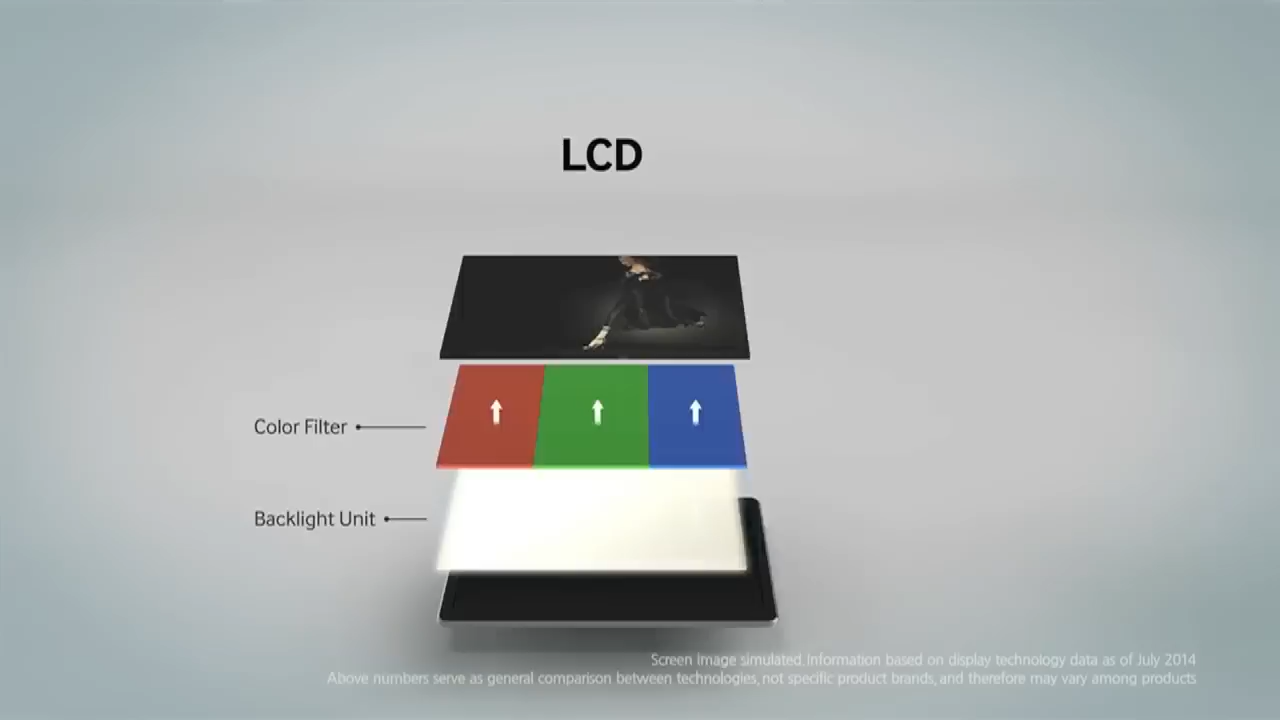 LCD
Color Filter
Backlight Unit
Screen Image simulated. Information based on display technology data as of July 2014
Above numbers serve as general comparison between technologies, not specific product brands, and therefore may vary among products